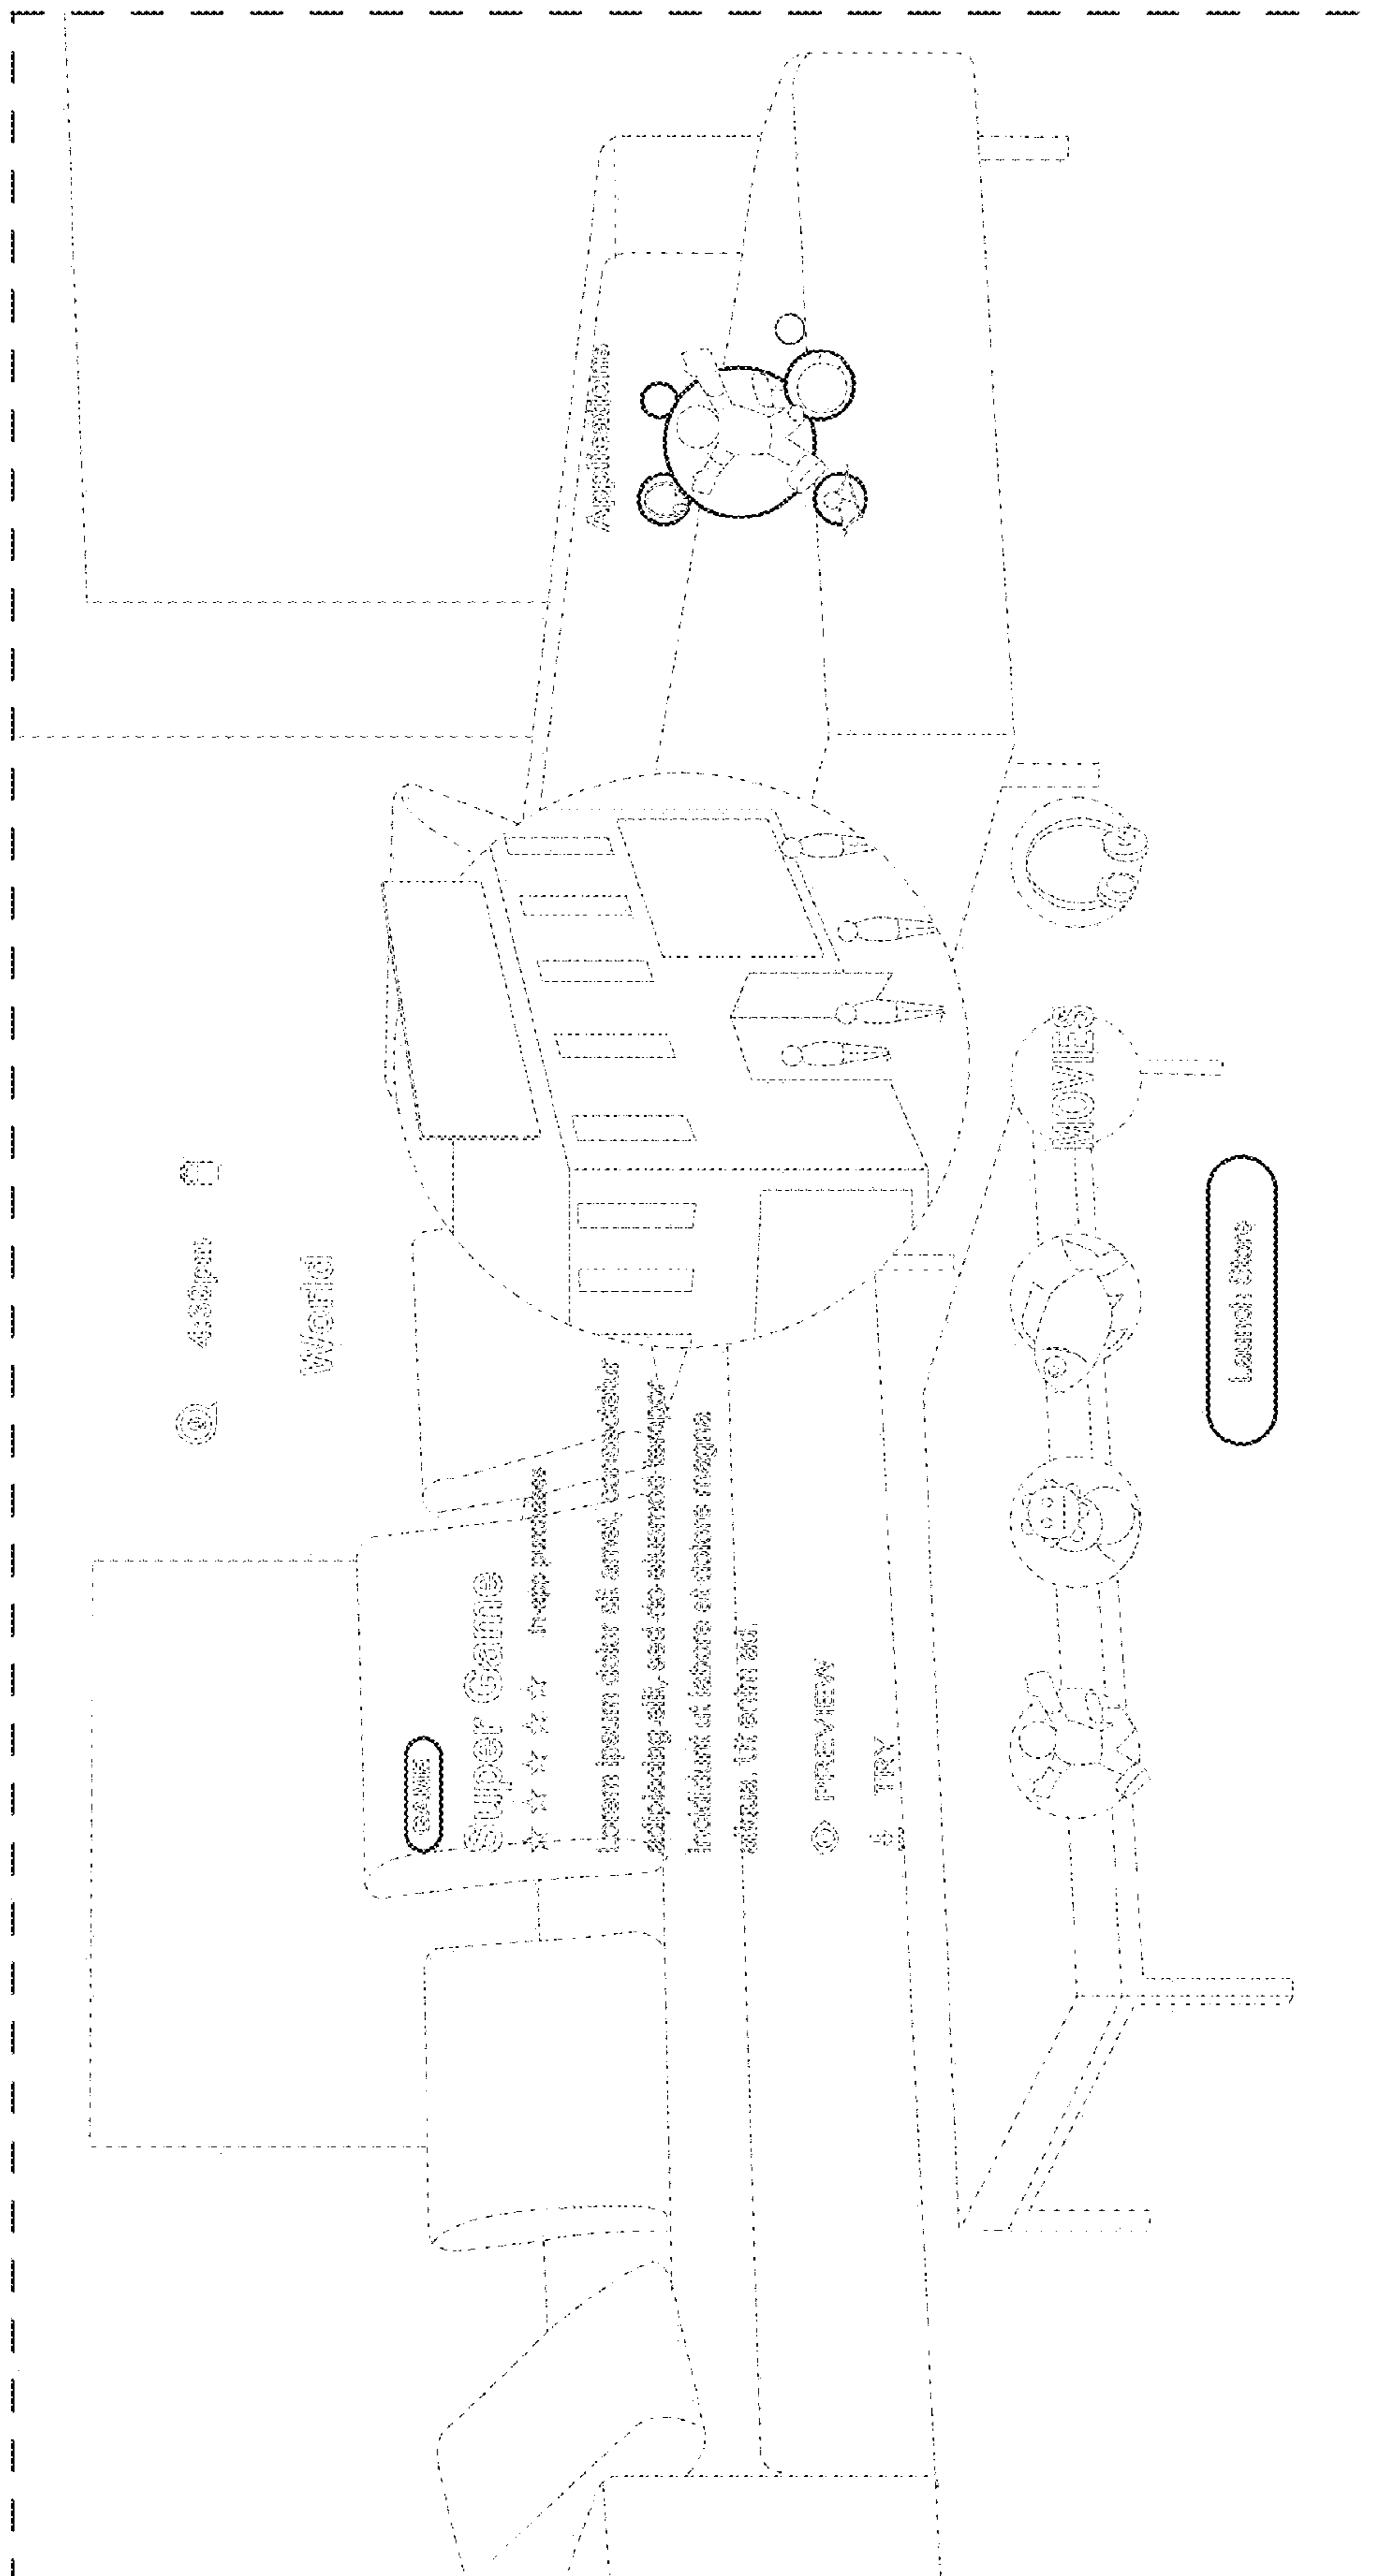 4:38pm
World
GAME
Super Game
In-app purchases
Lorem ipsum dolor sit amet, consectetur
adipiscing elit, sed do eiusmod tempor
incididunt ut labore et dolore magna
aliqua. Ut enim ad.
PREVIEW
TRY
Applications
MOVIES
Launch Store